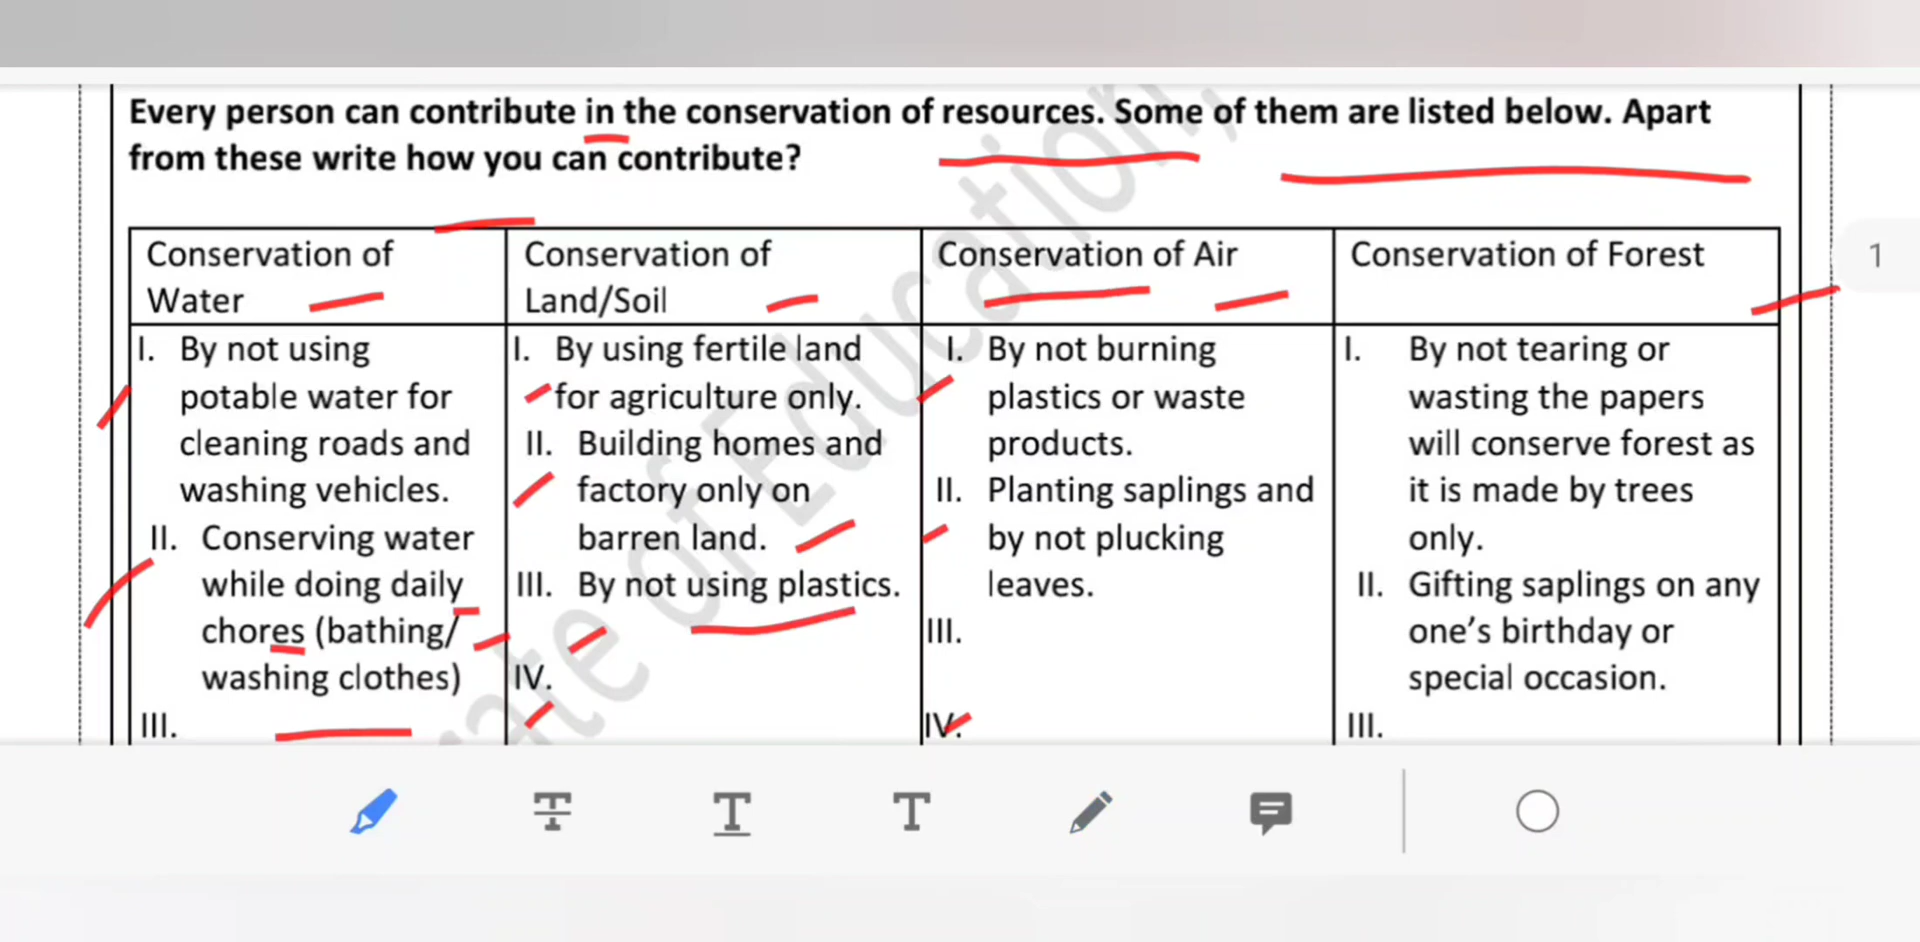 Every person can contribute in the conservation of resources. Some of them are listed below. Apart
from these write how you can contribute?
Conservation of
Water
Conservation of
Land/Soil
Conservation of Air
Conservation of Forest
I. By not using
potable water for
cleaning roads and
washing vehicles.
II. Conserving water
while doing daily
chores (bathing/
washing clothes)
III.
I. By using fertile land
for agriculture only.
II. Building homes and
factory only on
barren land.
III. By not using plastics.
IV.
I. By not burning
plastics or waste
products.
II. Planting saplings and
by not plucking
leaves.
III.
IV.
I. By not tearing or
wasting the papers
will conserve forest as
it is made by trees
only.
II. Gifting saplings on any
one's birthday or
special occasion.
III.
1
ate of Education,
T
T
T